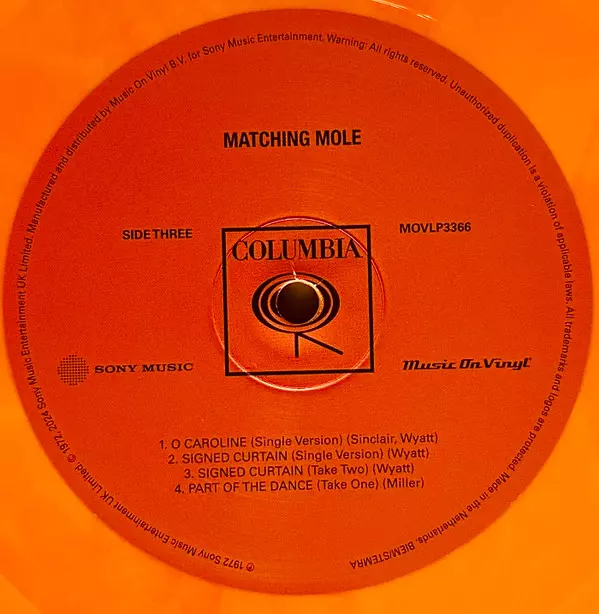 MATCHING MOLE
SIDE THREE
MOVLP3366
COLUMBIA
SONY MUSIC
Music On Vinyl
1. O CAROLINE (Single Version) (Sinclair, Wyatt)
2. SIGNED CURTAIN (Single Version) (Wyatt)
3. SIGNED CURTAIN (Take Two) (Wyatt)
4. PART OF THE DANCE (Take One) (Miller)
℗ 1972 Sony Music Entertainment UK Limited © 1972, 2024 Sony Music Entertainment UK Limited. Manufactured and distributed by Music On Vinyl B.V. for Sony Music Entertainment. Warning: All rights reserved. Unauthorized duplication is a violation of applicable laws. All trademarks and logos are protected. Made in the Netherlands. BIEM/STEMRA